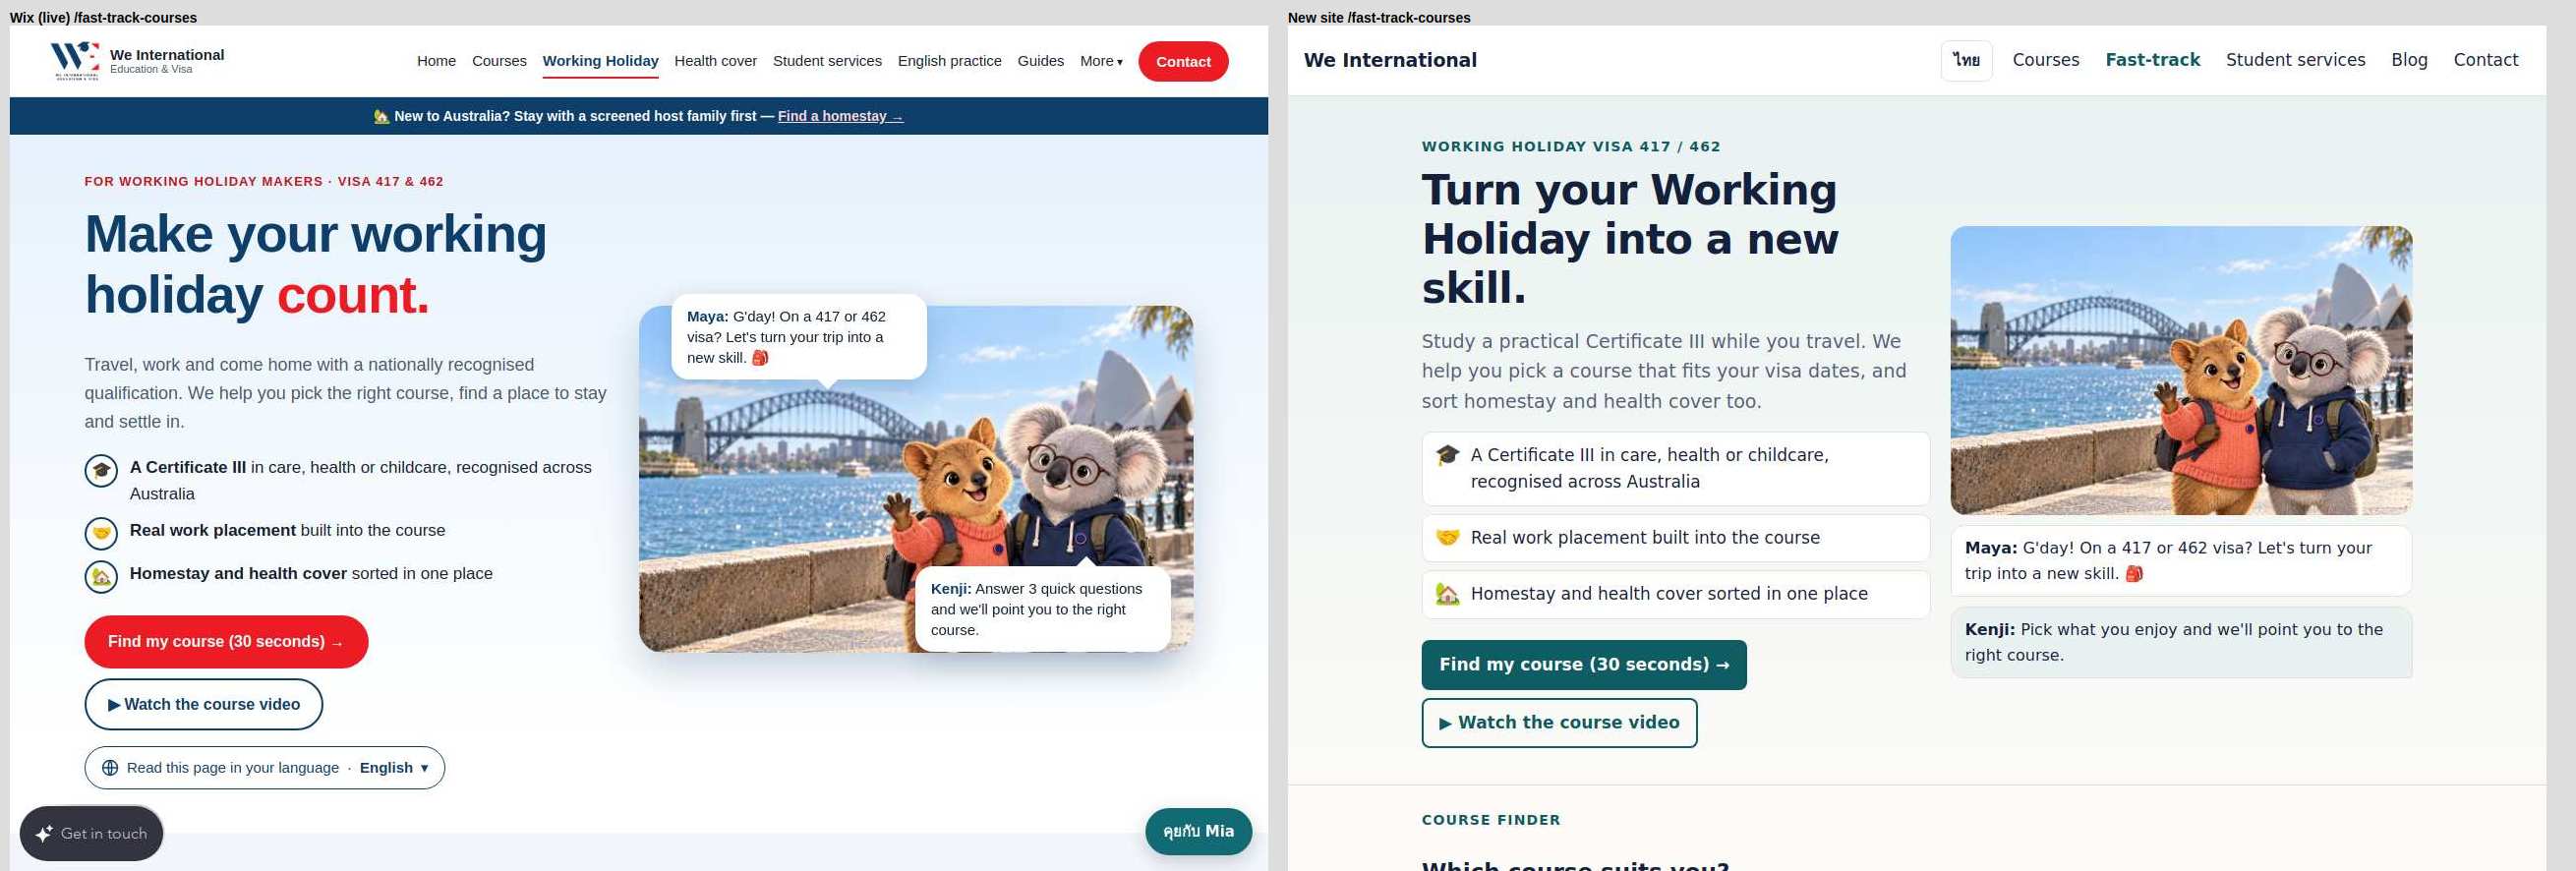 Wix (live) /fast-track-courses
We International
Education & Visa
Home Courses Working Holiday Health cover Student services English practice Guides More ▾ Contact
🏡 New to Australia? Stay with a screened host family first — Find a homestay →
FOR WORKING HOLIDAY MAKERS · VISA 417 & 462
Make your working
holiday count.
Travel, work and come home with a nationally recognised
qualification. We help you pick the right course, find a place to stay
and settle in.
🎓 A Certificate III in care, health or childcare, recognised across
Australia
🤝 Real work placement built into the course
🏡 Homestay and health cover sorted in one place
Find my course (30 seconds) →
▶ Watch the course video
Read this page in your language · English ▾
Get in touch
Maya: G'day! On a 417 or 462
visa? Let's turn your trip into a
new skill. 🎒
Kenji: Answer 3 quick questions
and we'll point you to the right
course.
คุยกับ Mia
New site /fast-track-courses
We International
ไทย Courses Fast-track Student services Blog Contact
WORKING HOLIDAY VISA 417 / 462
Turn your Working
Holiday into a new
skill.
Study a practical Certificate III while you travel. We
help you pick a course that fits your visa dates, and
sort homestay and health cover too.
🎓 A Certificate III in care, health or childcare,
recognised across Australia
🤝 Real work placement built into the course
🏡 Homestay and health cover sorted in one place
Find my course (30 seconds) →
▶ Watch the course video
Maya: G'day! On a 417 or 462 visa? Let's turn your
trip into a new skill. 🎒
Kenji: Pick what you enjoy and we'll point you to the
right course.
COURSE FINDER
Which course suits you?